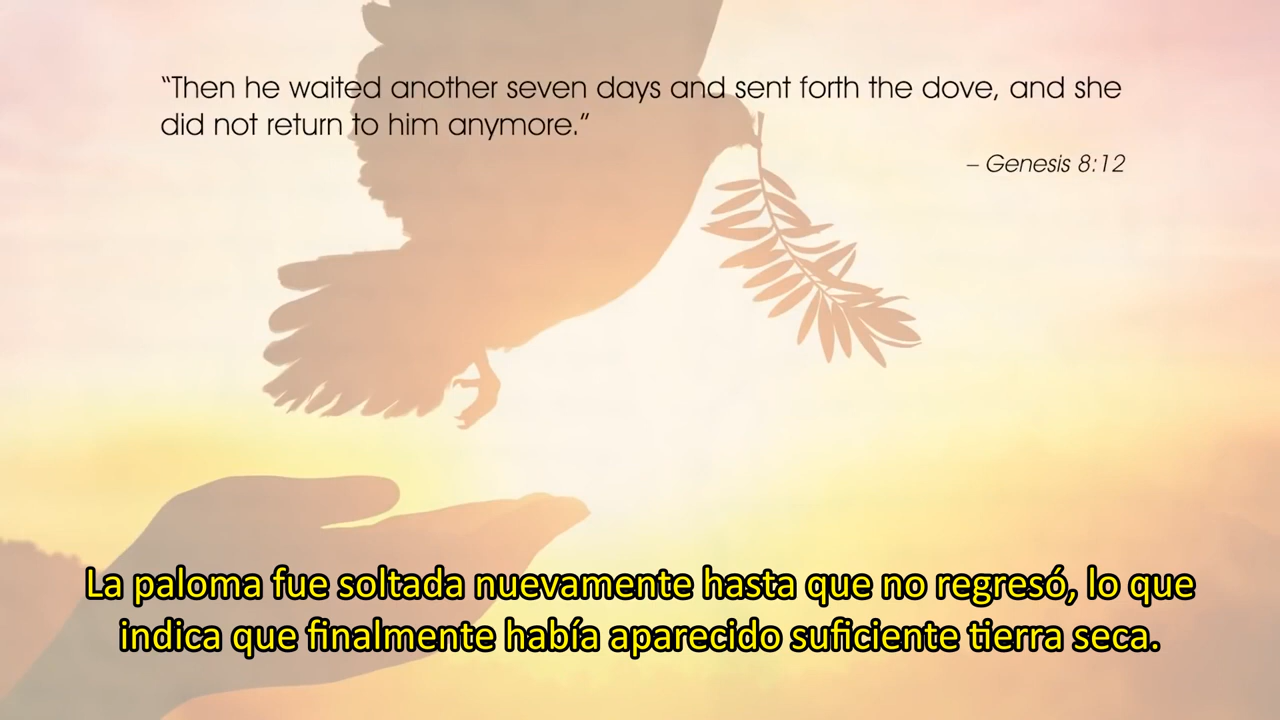 “Then he waited another seven days and sent forth the dove, and she
did not return to him anymore.”
– Genesis 8:12
La paloma fue soltada nuevamente hasta que no regresó, lo que
indica que finalmente había aparecido suficiente tierra seca.